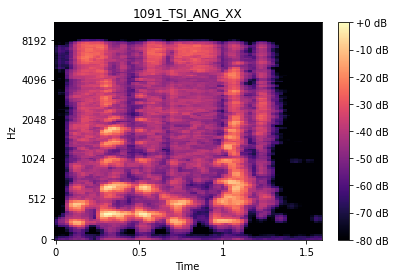 1091_TSI_ANG_XX
Hz
8192
4096
2048
1024
512
0
0
0.5
1
1.5
Time
+0 dB
-10 dB
-20 dB
-30 dB
-40 dB
-50 dB
-60 dB
-70 dB
-80 dB